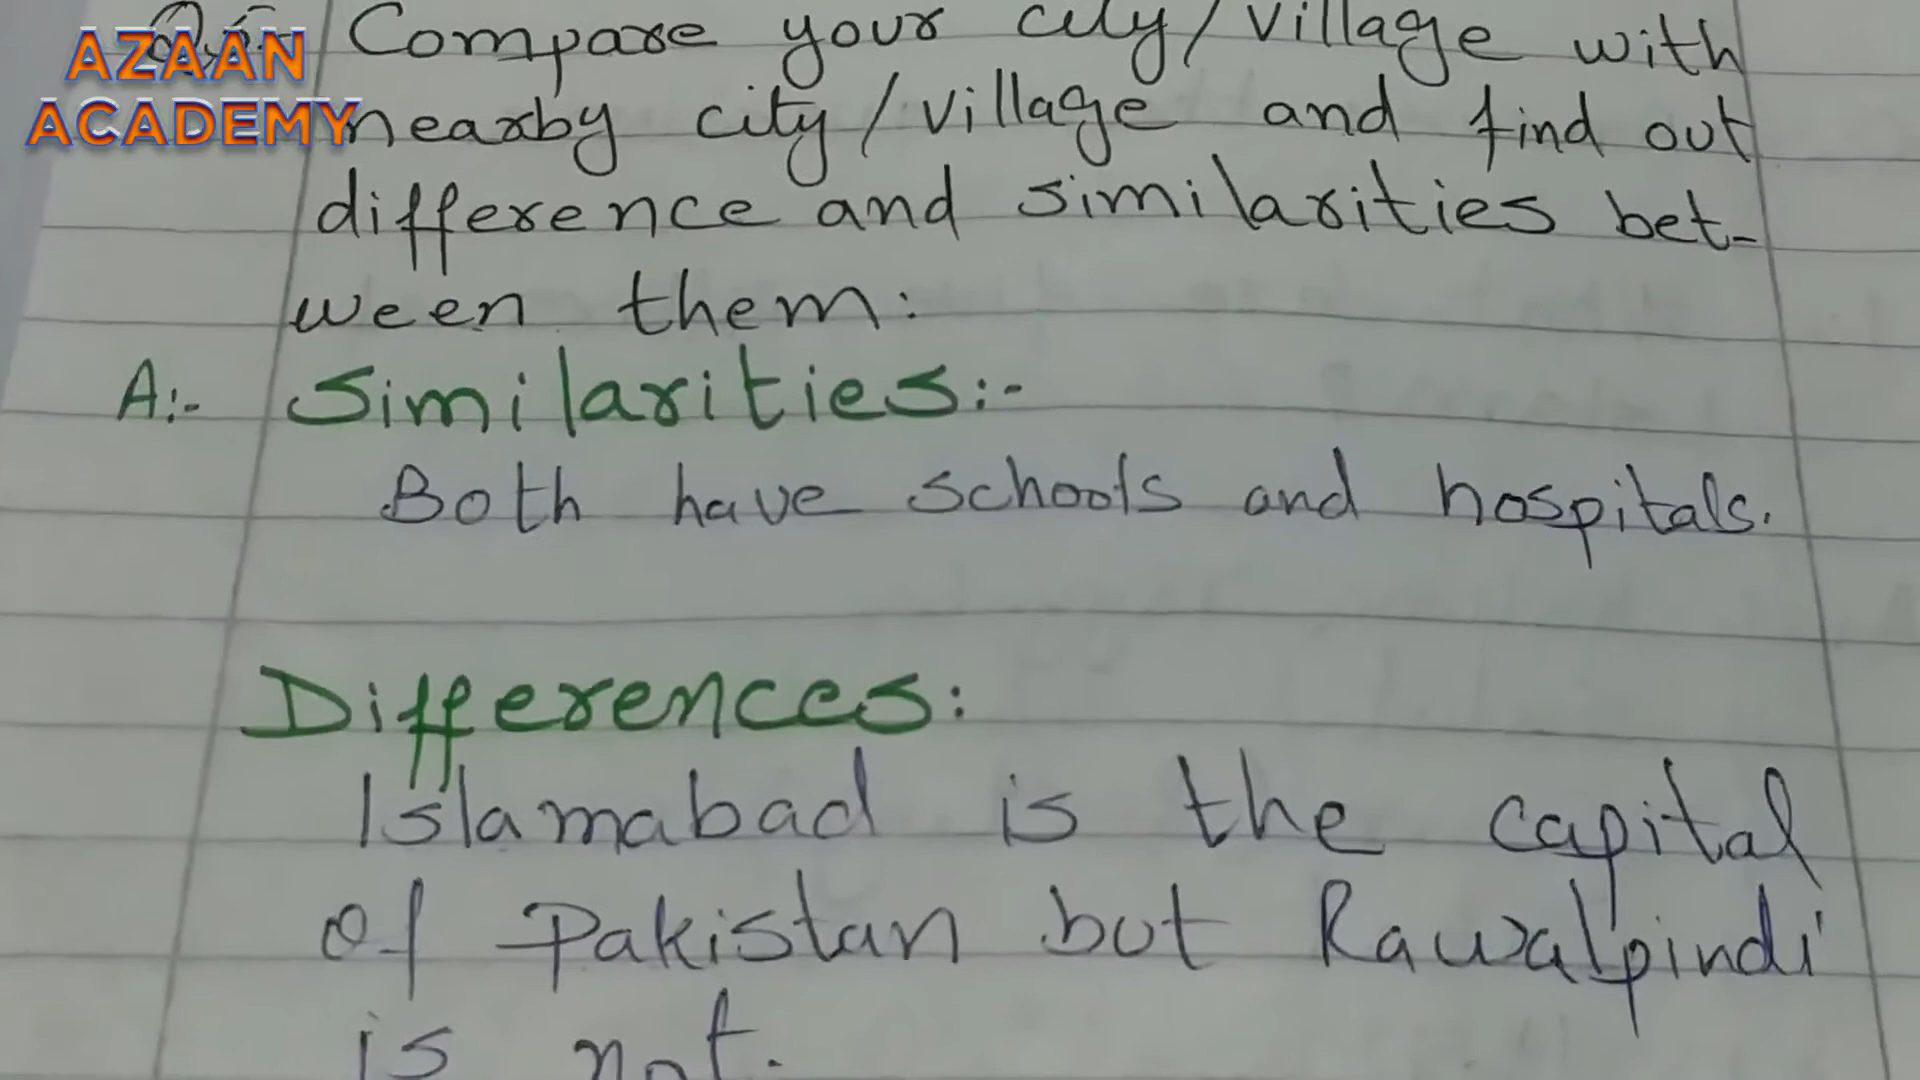 AZAAN
ACADEMY
Compare your city/village with
nearby city/village and find out
difference and similarities bet-
ween them:
A:- Similarities:-
Both have schools and hospitals.
Differences:
Islamabad is the capital
of Pakistan but Rawalpindi
is not.